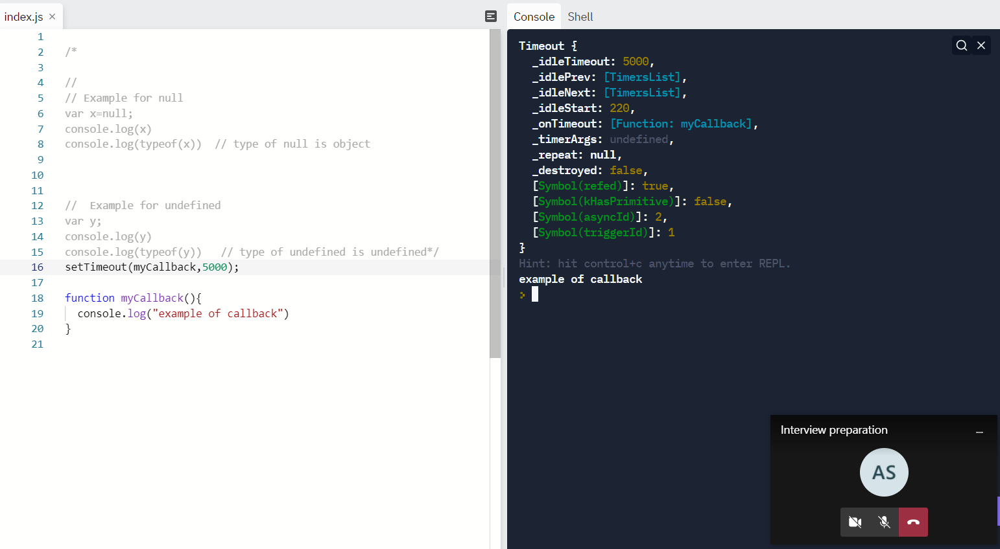 index.js ×
1
2 /*
3
4 //
5 // Example for null
6 var x=null;
7 console.log(x)
8 console.log(typeof(x))  // type of null is object
9
10
11
12 //  Example for undefined
13 var y;
14 console.log(y)
15 console.log(typeof(y))   // type of undefined is undefined*/
16 setTimeout(myCallback,5000);
17
18 function myCallback(){
19   console.log("example of callback")
20 }
21
Console Shell
Timeout {
  _idleTimeout: 5000,
  _idlePrev: [TimersList],
  _idleNext: [TimersList],
  _idleStart: 220,
  _onTimeout: [Function: myCallback],
  _timerArgs: undefined,
  _repeat: null,
  _destroyed: false,
  [Symbol(refed)]: true,
  [Symbol(kHasPrimitive)]: false,
  [Symbol(asyncId)]: 2,
  [Symbol(triggerId)]: 1
}
Hint: hit control+c anytime to enter REPL.
example of callback
>
Interview preparation
AS